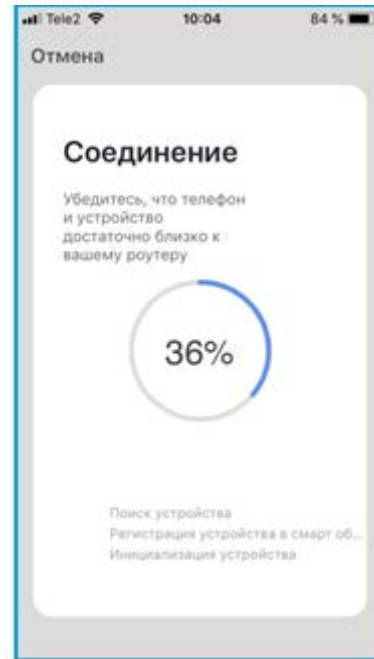 Tele2 10:04 84 %
Отмена
Соединение
Убедитесь, что телефон
и устройство
достаточно близко к
вашему роутеру
36%
Поиск устройства
Регистрация устройства в смарт об...
Инициализация устройства